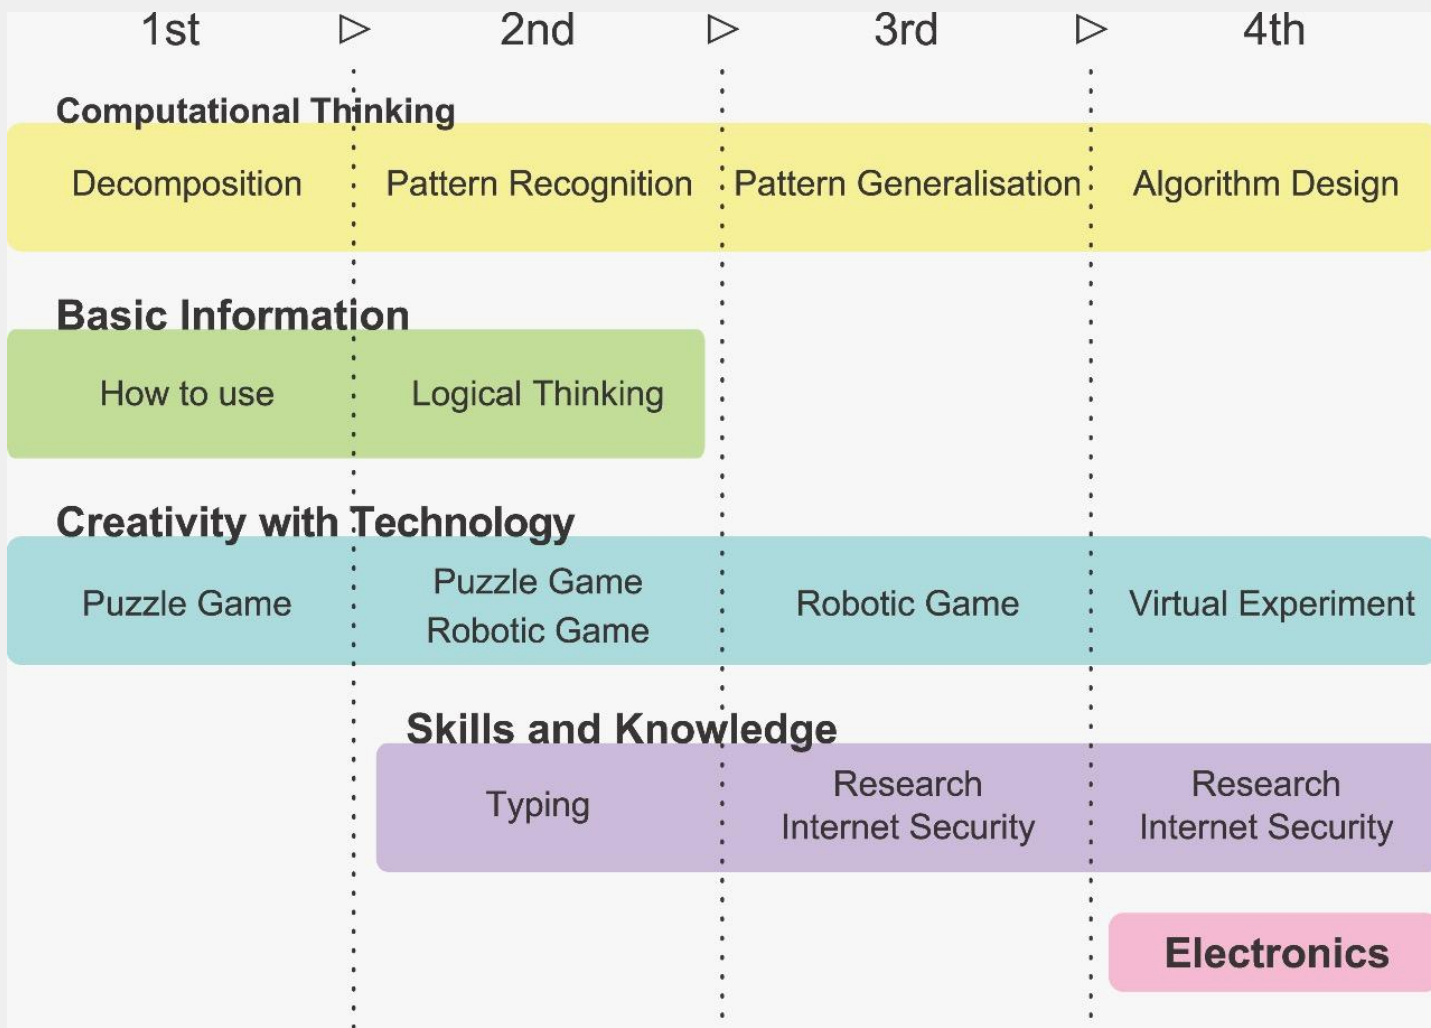 1st ▷ 2nd ▷ 3rd ▷ 4th
Computational Thinking
Decomposition Pattern Recognition Pattern Generalisation Algorithm Design
Basic Information
How to use Logical Thinking
Creativity with Technology
Puzzle Game
Puzzle Game
Robotic Game
Robotic Game
Virtual Experiment
Skills and Knowledge
Typing
Research
Internet Security
Research
Internet Security
Electronics